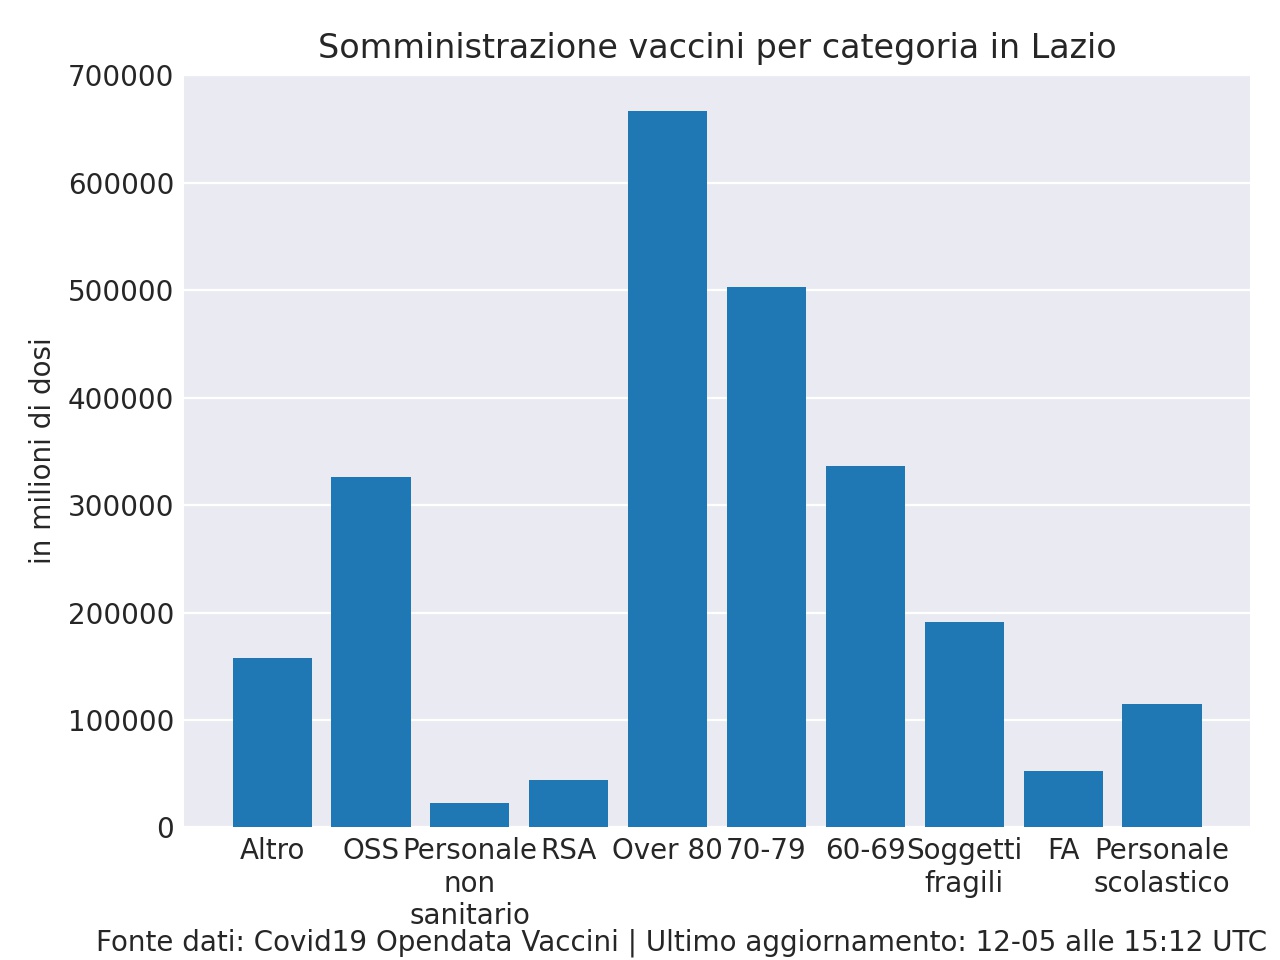 Somministrazione vaccini per categoria in Lazio
700000
600000
500000
400000
300000
200000
100000
0
in milioni di dosi
Altro
OSS
Personale
non
sanitario
RSA
Over 80
70-79
60-69
Soggetti
fragili
FA
Personale
scolastico
Fonte dati: Covid19 Opendata Vaccini | Ultimo aggiornamento: 12-05 alle 15:12 UTC